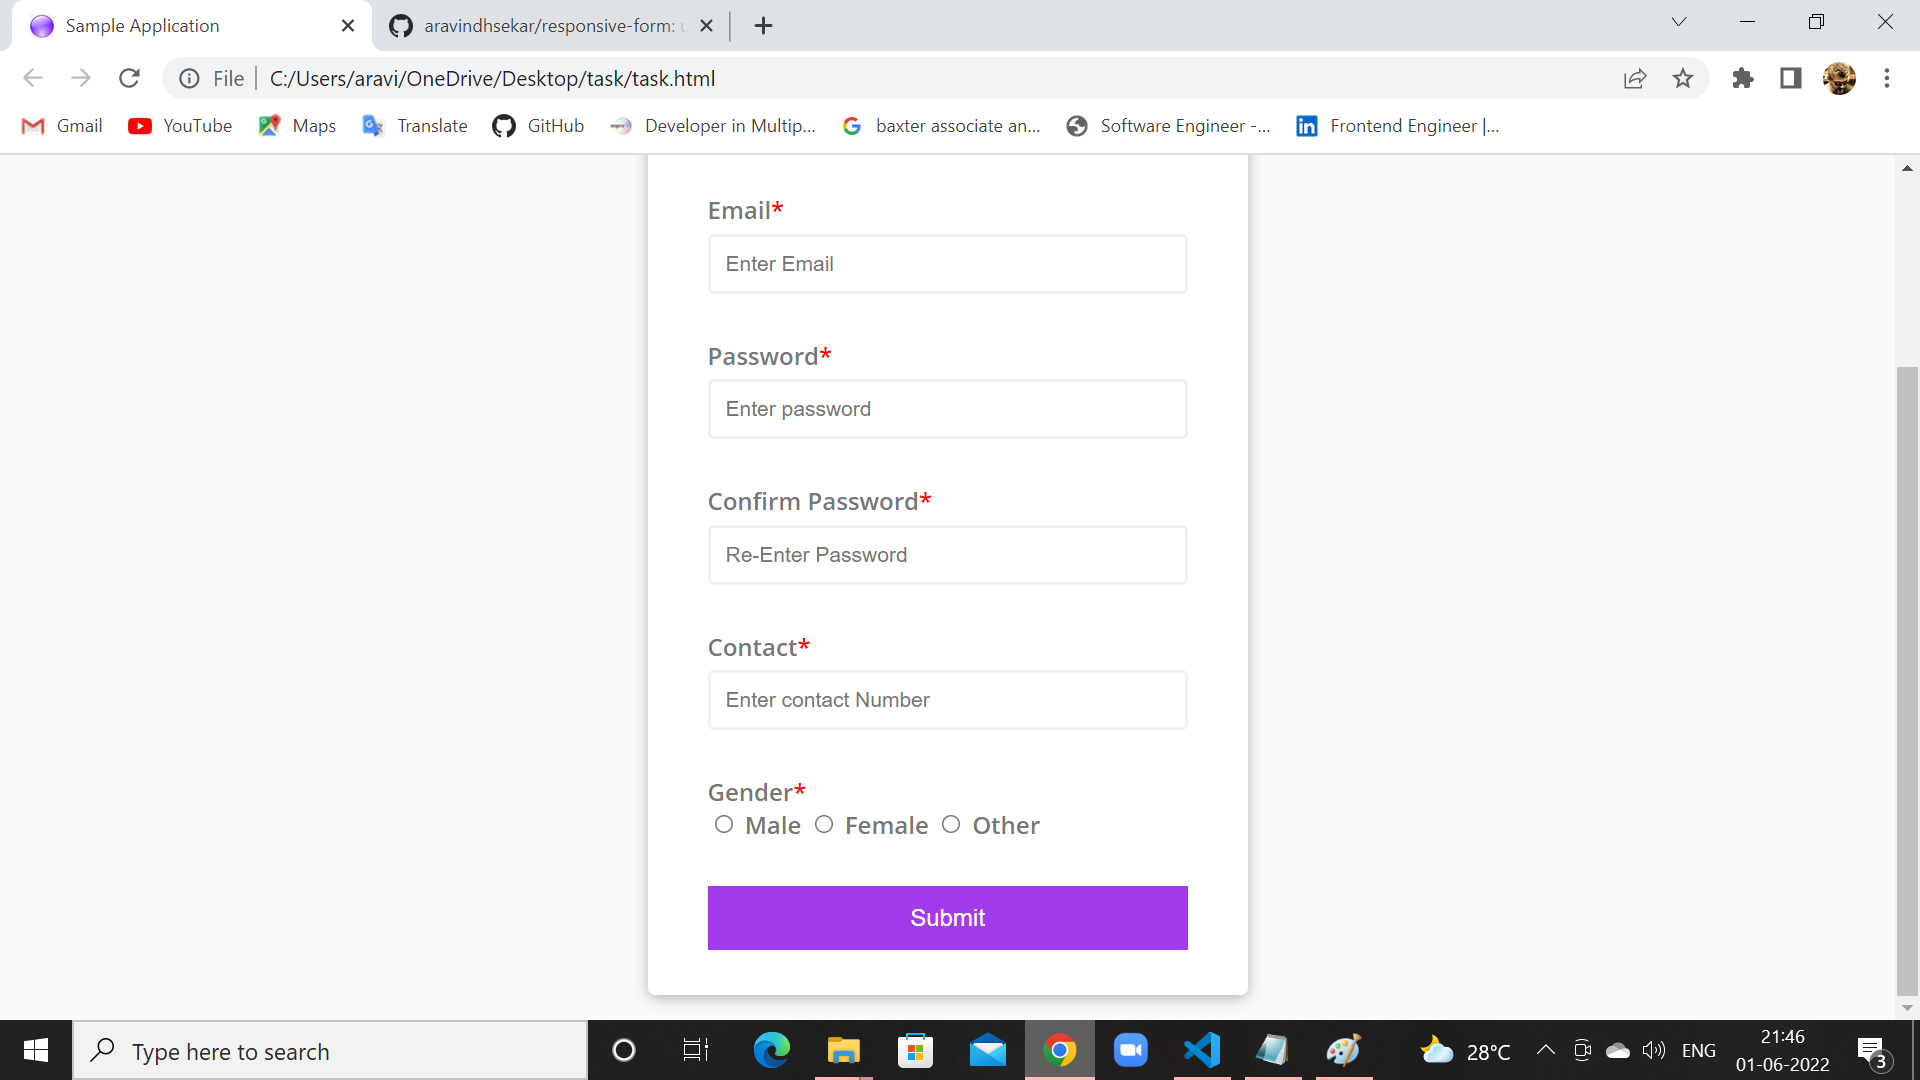 Sample Application
aravindhsekar/responsive-form:
File
C:/Users/aravi/OneDrive/Desktop/task/task.html
Gmail YouTube Maps Translate GitHub Developer in Multip... baxter associate an... Software Engineer -... Frontend Engineer |...
Email*
Enter Email
Password*
Enter password
Confirm Password*
Re-Enter Password
Contact*
Enter contact Number
Gender*
Male Female Other
Submit
Type here to search
28°C
ENG
21:46
01-06-2022
3